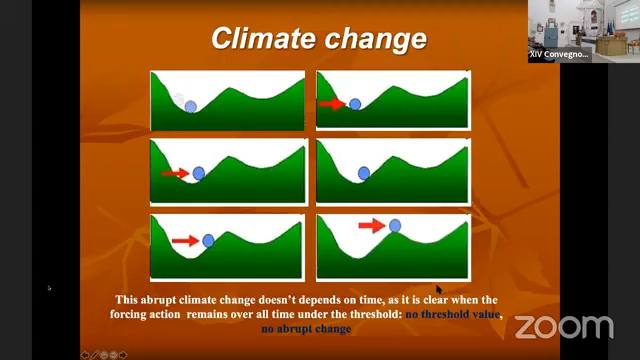 Climate change
XIV Convegno...
This abrupt climate change doesn't depends on time, as it is clear when the
forcing action remains over all time under the threshold: no threshold value,
no abrupt change
zoom